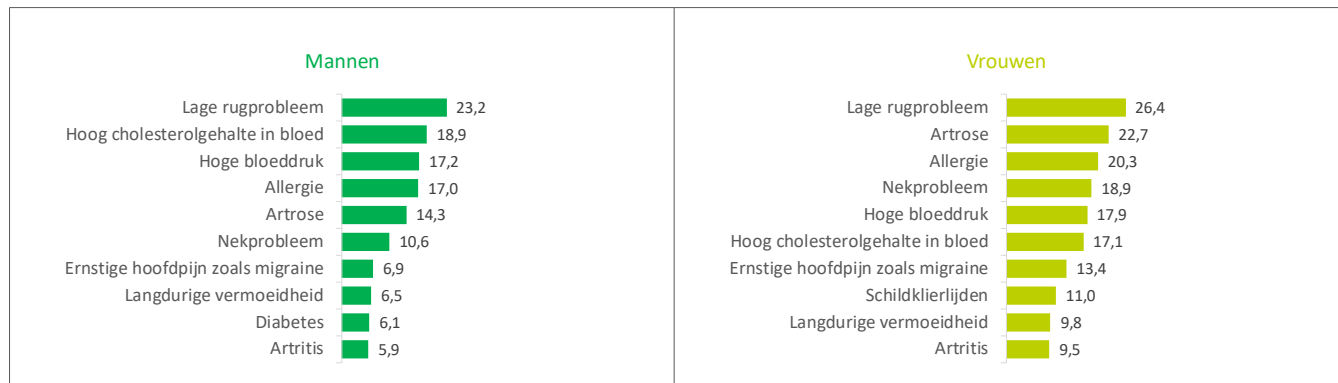 Mannen
Lage rugprobleem 23,2
Hoog cholesterolgehalte in bloed 18,9
Hoge bloeddruk 17,2
Allergie 17,0
Artrose 14,3
Nekprobleem 10,6
Ernstige hoofdpijn zoals migraine 6,9
Langdurige vermoeidheid 6,5
Diabetes 6,1
Artritis 5,9
Vrouwen
Lage rugprobleem 26,4
Artrose 22,7
Allergie 20,3
Nekprobleem 18,9
Hoge bloeddruk 17,9
Hoog cholesterolgehalte in bloed 17,1
Ernstige hoofdpijn zoals migraine 13,4
Schildklierlijden 11,0
Langdurige vermoeidheid 9,8
Artritis 9,5